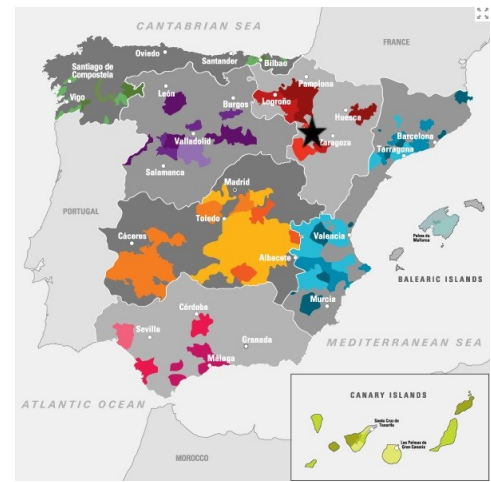 CANTABRIAN SEA
FRANCE
Oviedo
Santander
Bilbao
Santiago de
Compostela
Pamplona
León
Vigo
Burgos
Logroño
Huesca
Barcelona
Valladolid
Zaragoza
Tarragona
Salamanca
Madrid
PORTUGAL
Toledo
Palma de
Mallorca
Cáceres
Valencia
Albacete
BALEARIC ISLANDS
Murcia
Córdoba
Sevilla
Granada
MEDITERRANEAN SEA
Málaga
ATLANTIC OCEAN
CANARY ISLANDS
Santa Cruz de
Tenerife
Las Palmas de
Gran Canaria
MOROCCO